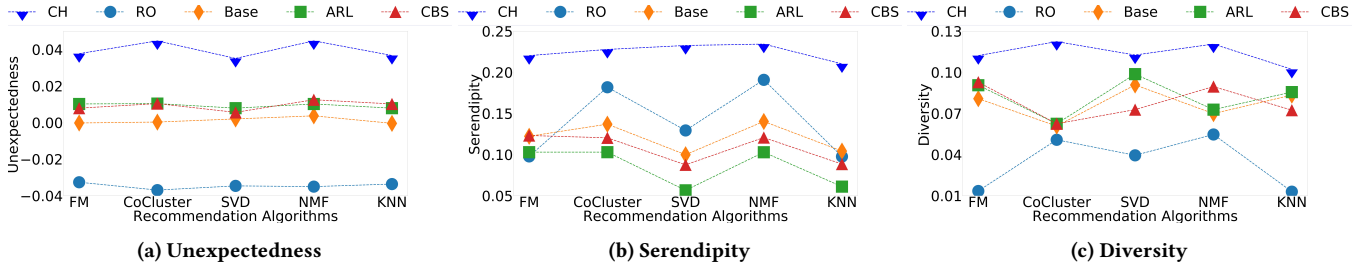 CH RO Base ARL CBS
Unexpectedness
0.04
0.02
0.00
−0.02
−0.04
FM CoCluster SVD NMF KNN
Recommendation Algorithms
(a) Unexpectedness
CH RO Base ARL CBS
Serendipity
0.25
0.20
0.15
0.10
0.05
FM CoCluster SVD NMF KNN
Recommendation Algorithms
(b) Serendipity
CH RO Base ARL CBS
Diversity
0.13
0.10
0.07
0.04
0.01
FM CoCluster SVD NMF KNN
Recommendation Algorithms
(c) Diversity